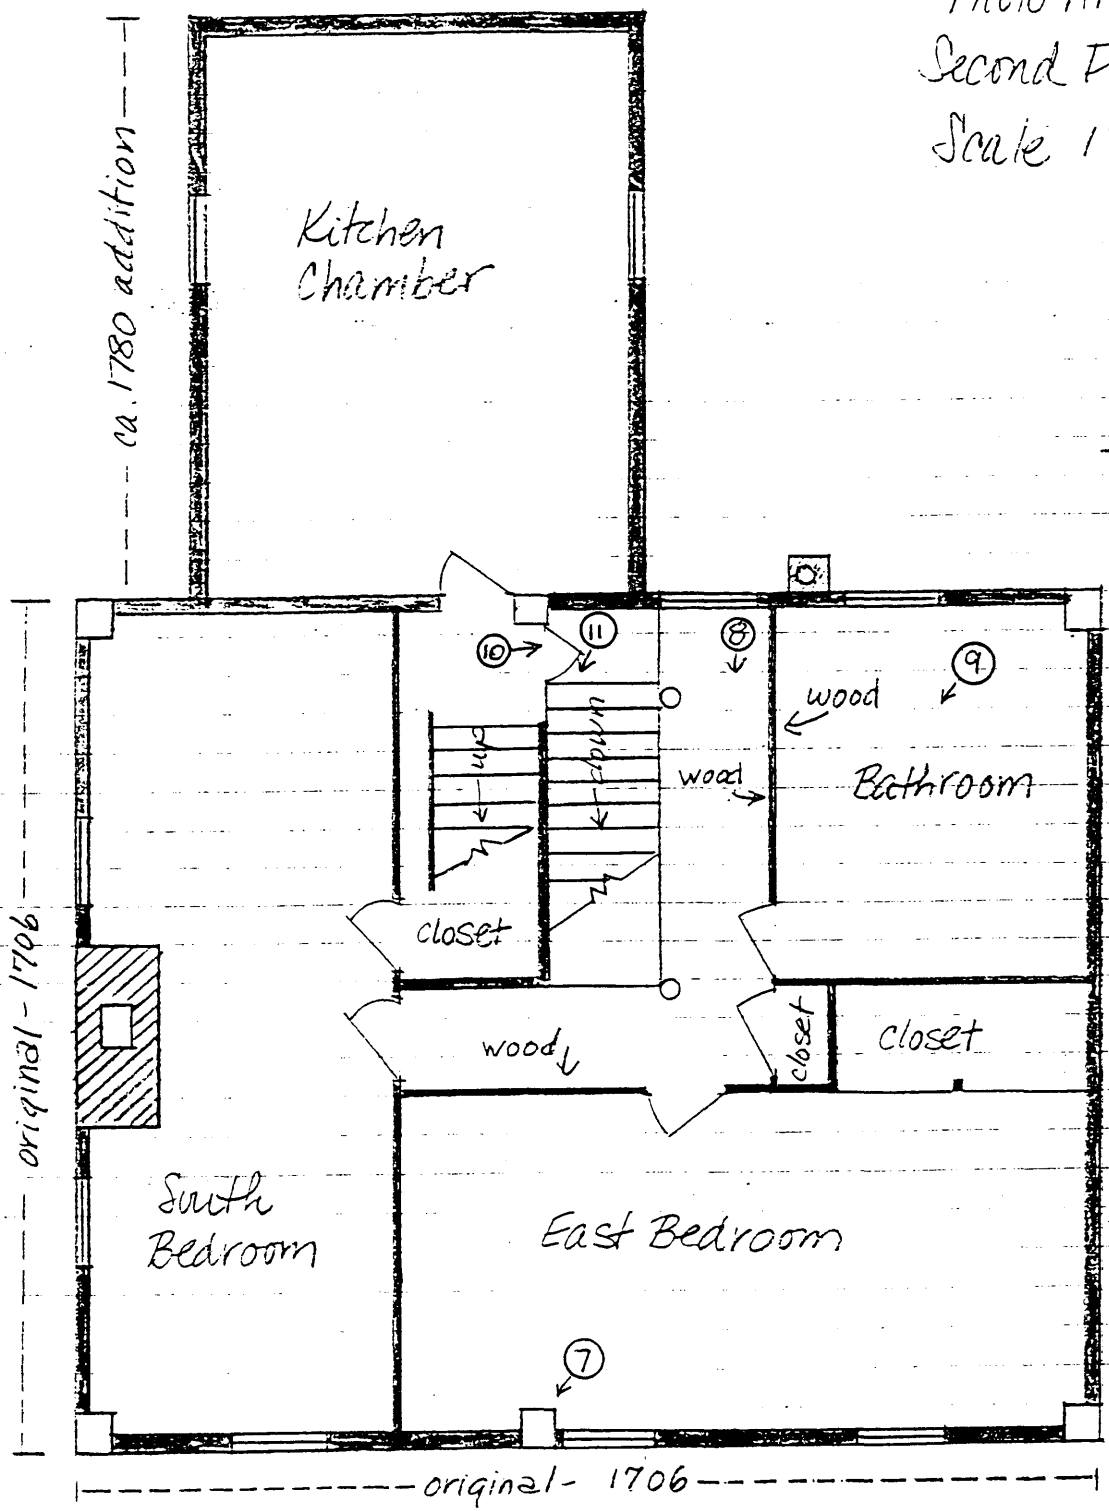 Second
Scale 1
ca. 1780 addition
Kitchen
Chamber
10
11
8
9
wood
up
down
wood
Bathroom
closet
original - 1706
wood
closet
closet
South
Bedroom
East Bedroom
7
original - 1706